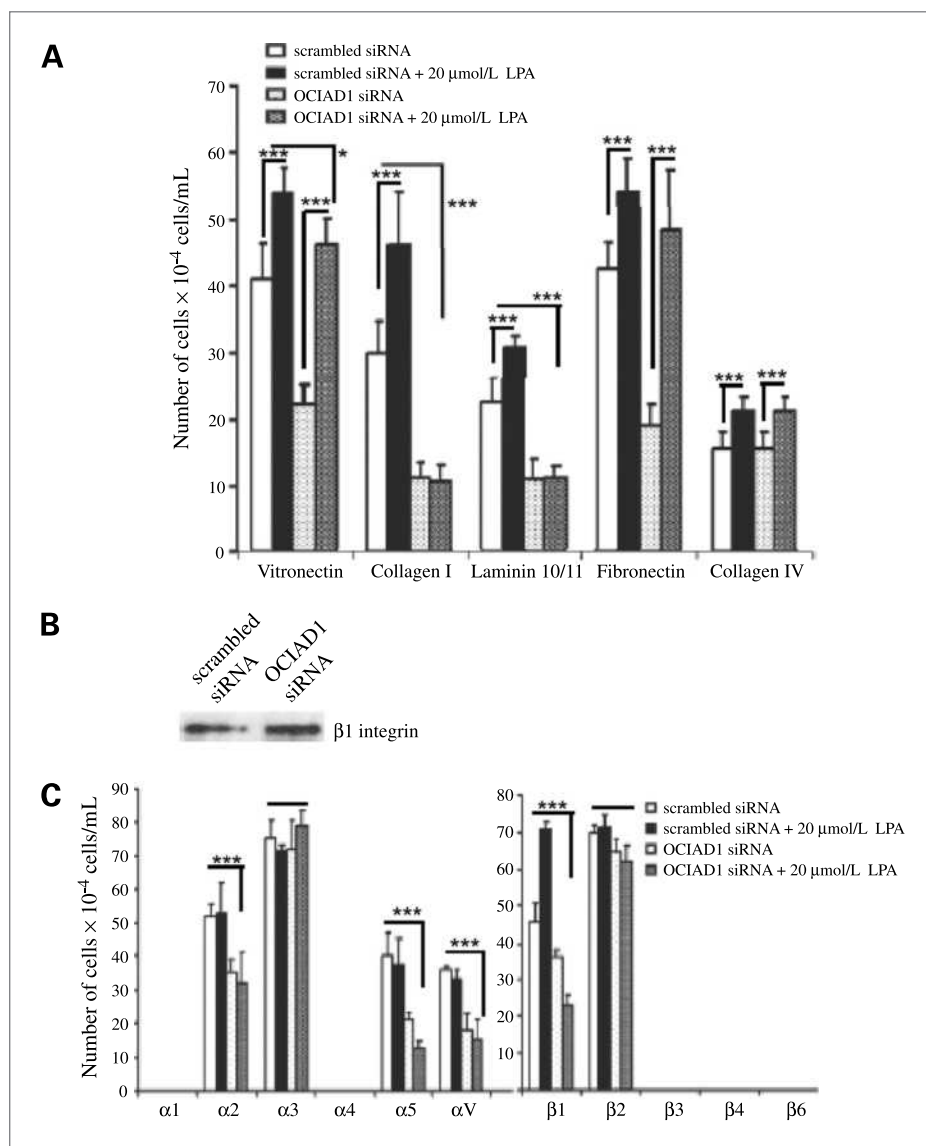 A
scrambled siRNA
scrambled siRNA + 20 μmol/L LPA
OCIAD1 siRNA
OCIAD1 siRNA + 20 μmol/L LPA
Number of cells × 10⁻⁴ cells/mL
70
60
50
40
30
20
10
0
*** * ***
*** ***
*** ***
*** ***
*** ***
Vitronectin Collagen I Laminin 10/11 Fibronectin Collagen IV
B
scrambled
siRNA
OCIAD1
siRNA
β1 integrin
C
Number of cells × 10⁻⁴ cells/mL
90
80
70
60
50
40
30
20
10
0
***
***
***
α1 α2 α3 α4 α5 αV
80
70
60
50
40
30
20
10
***
scrambled siRNA
scrambled siRNA + 20 μmol/L LPA
OCIAD1 siRNA
OCIAD1 siRNA + 20 μmol/L LPA
β1 β2 β3 β4 β6